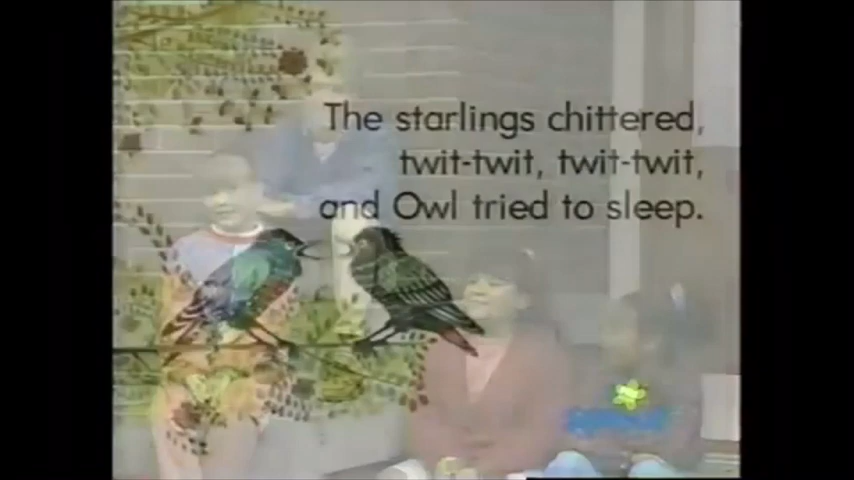 The starlings chittered,
twit-twit, twit-twit,
and Owl tried to sleep.